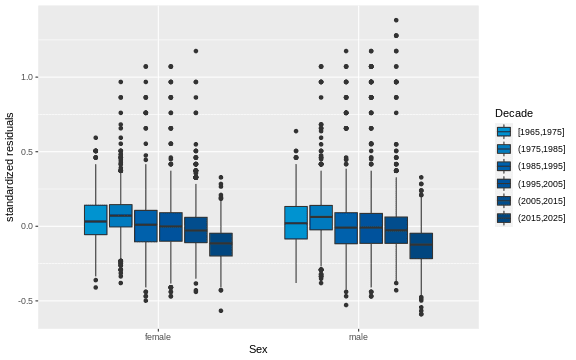 standardized residuals
1.0
0.5
0.0
-0.5
female
male
Sex
Decade
[1965,1975]
(1975,1985]
(1985,1995]
(1995,2005]
(2005,2015]
(2015,2025]